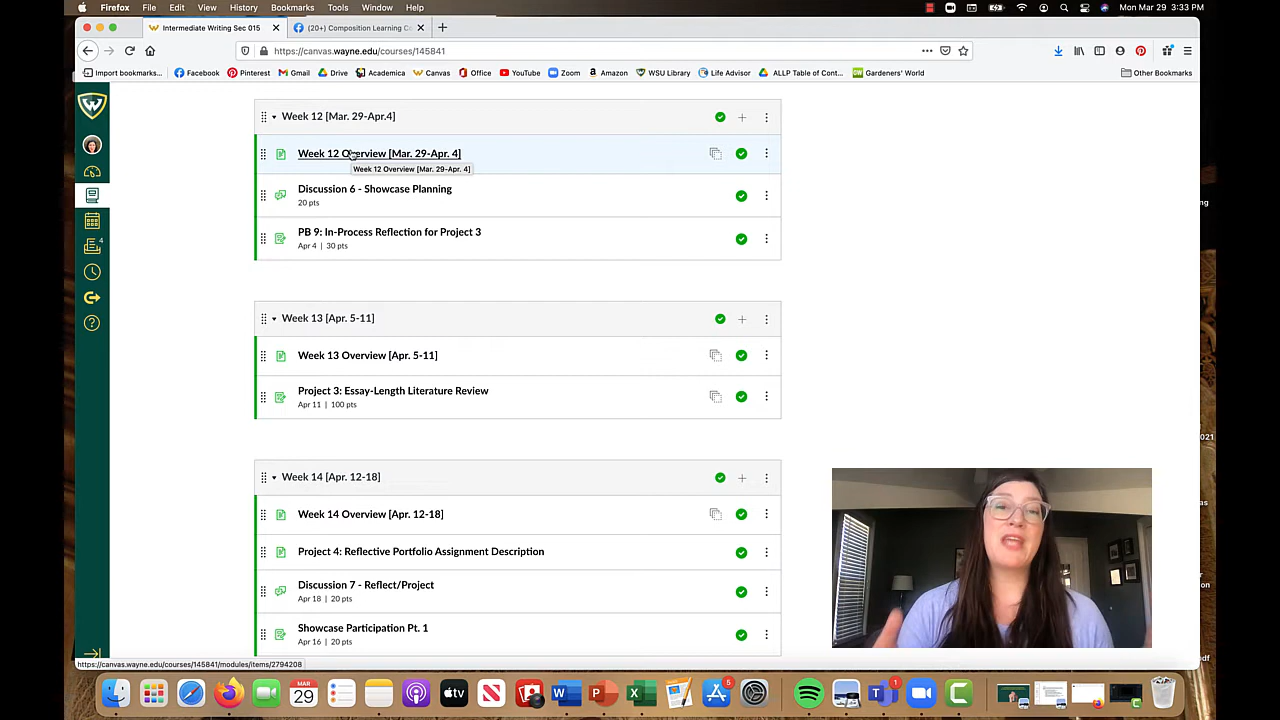 Firefox File Edit View History Bookmarks Tools Window Help
Mon Mar 29 3:33 PM
Intermediate Writing Sec 015
(20+) Composition Learning Co
https://canvas.wayne.edu/courses/145841
Import bookmarks... Facebook Pinterest Gmail Drive Academica Canvas Office YouTube Zoom Amazon WSU Library Life Advisor ALLP Table of Cont... Gardeners' World Other Bookmarks
Week 12 [Mar. 29-Apr.4]
Week 12 Overview [Mar. 29-Apr. 4]
Week 12 Overview [Mar. 29-Apr. 4]
Discussion 6 - Showcase Planning
20 pts
PB 9: In-Process Reflection for Project 3
Apr 4 | 30 pts
4
Week 13 [Apr. 5-11]
Week 13 Overview [Apr. 5-11]
Project 3: Essay-Length Literature Review
Apr 11 | 100 pts
Week 14 [Apr. 12-18]
Week 14 Overview [Apr. 12-18]
Project 4: Reflective Portfolio Assignment Description
Discussion 7 - Reflect/Project
Apr 18 | 20 pts
Showcase Participation Pt. 1
Apr 16 | 20 pts
https://canvas.wayne.edu/courses/145841/modules/items/2794208
MAR
29
tv
5
1